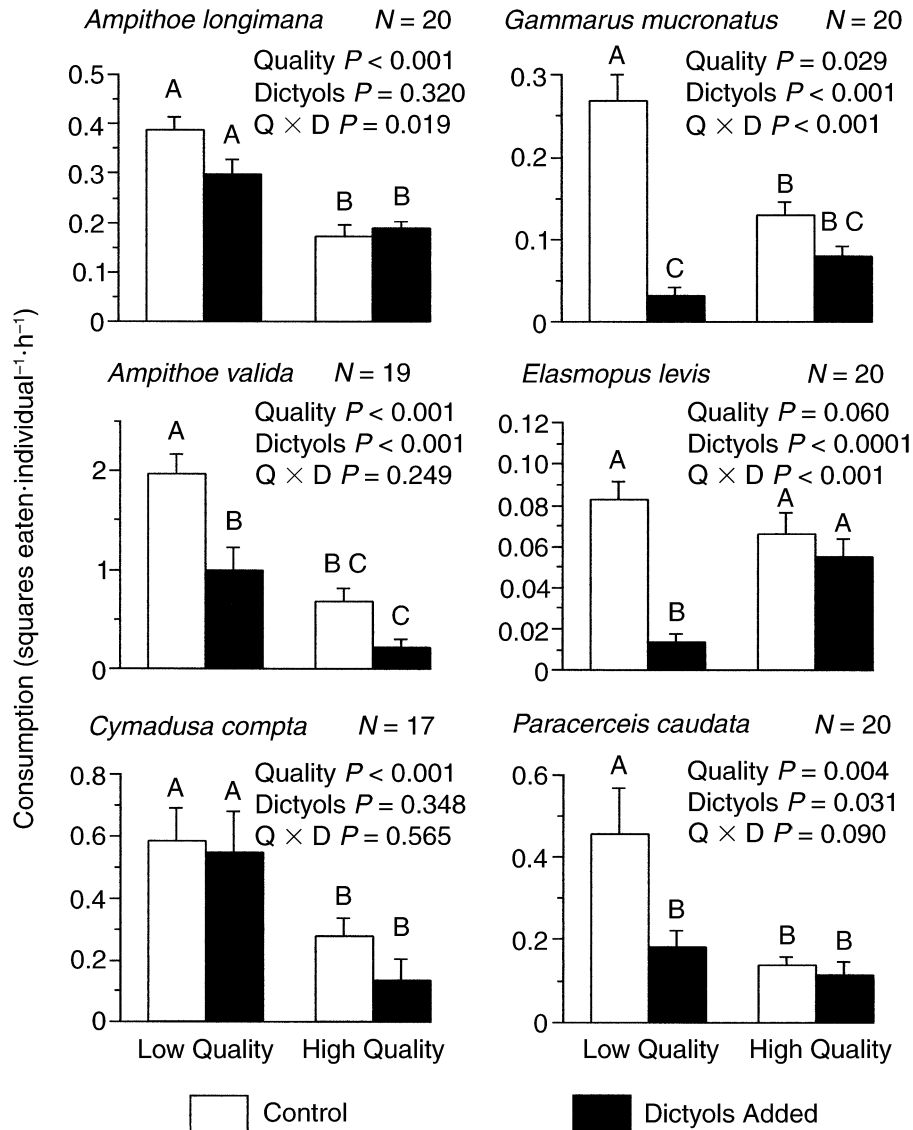 Consumption (squares eaten·individual⁻¹·h⁻¹)
Ampithoe longimana N = 20
Quality P < 0.001
Dictyols P = 0.320
Q × D P = 0.019
0.5
0.4
0.3
0.2
0.1
0
A
A
B
B
Gammarus mucronatus N = 20
Quality P = 0.029
Dictyols P < 0.001
Q × D P < 0.001
0.3
0.2
0.1
0
A
C
B
B C
Ampithoe valida N = 19
Quality P < 0.001
Dictyols P < 0.001
Q × D P = 0.249
2
1
0
A
B
B C
C
Elasmopus levis N = 20
Quality P = 0.060
Dictyols P < 0.0001
Q × D P < 0.001
0.12
0.10
0.08
0.06
0.04
0.02
0
A
B
A
A
Cymadusa compta N = 17
Quality P < 0.001
Dictyols P = 0.348
Q × D P = 0.565
0.8
0.6
0.4
0.2
0
A
A
B
B
Low Quality High Quality
Paracerceis caudata N = 20
Quality P = 0.004
Dictyols P = 0.031
Q × D P = 0.090
0.6
0.4
0.2
0
A
B
B
B
Low Quality High Quality
Control
Dictyols Added